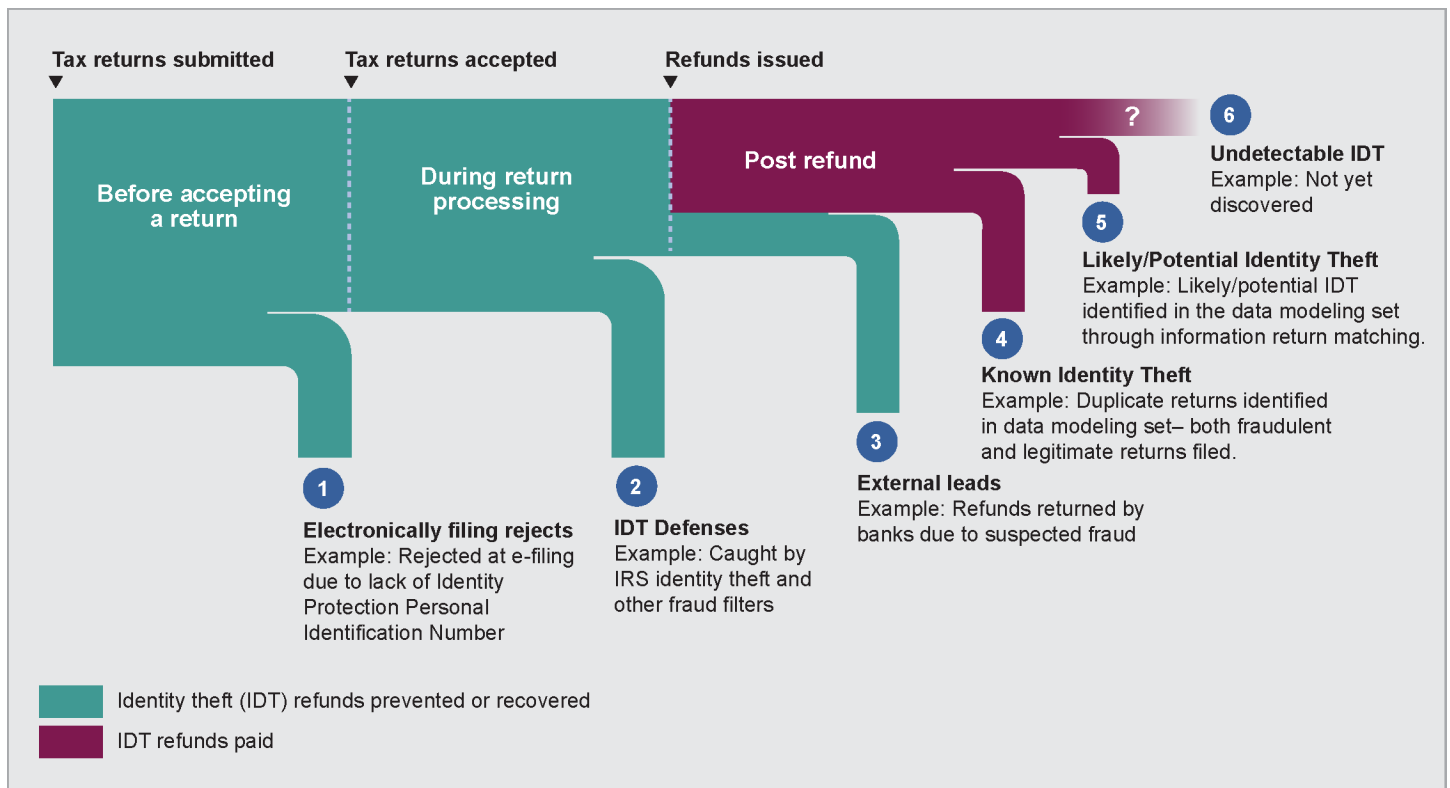 Tax returns submitted
Tax returns accepted
Refunds issued
Before accepting
a return
During return
processing
Post refund
?
6
Undetectable IDT
Example: Not yet
discovered
5
Likely/Potential Identity Theft
Example: Likely/potential IDT
identified in the data modeling set
through information return matching.
4
Known Identity Theft
Example: Duplicate returns identified
in data modeling set– both fraudulent
and legitimate returns filed.
3
External leads
Example: Refunds returned by
banks due to suspected fraud
1
Electronically filing rejects
Example: Rejected at e-filing
due to lack of Identity
Protection Personal
Identification Number
2
IDT Defenses
Example: Caught by
IRS identity theft and
other fraud filters
Identity theft (IDT) refunds prevented or recovered
IDT refunds paid